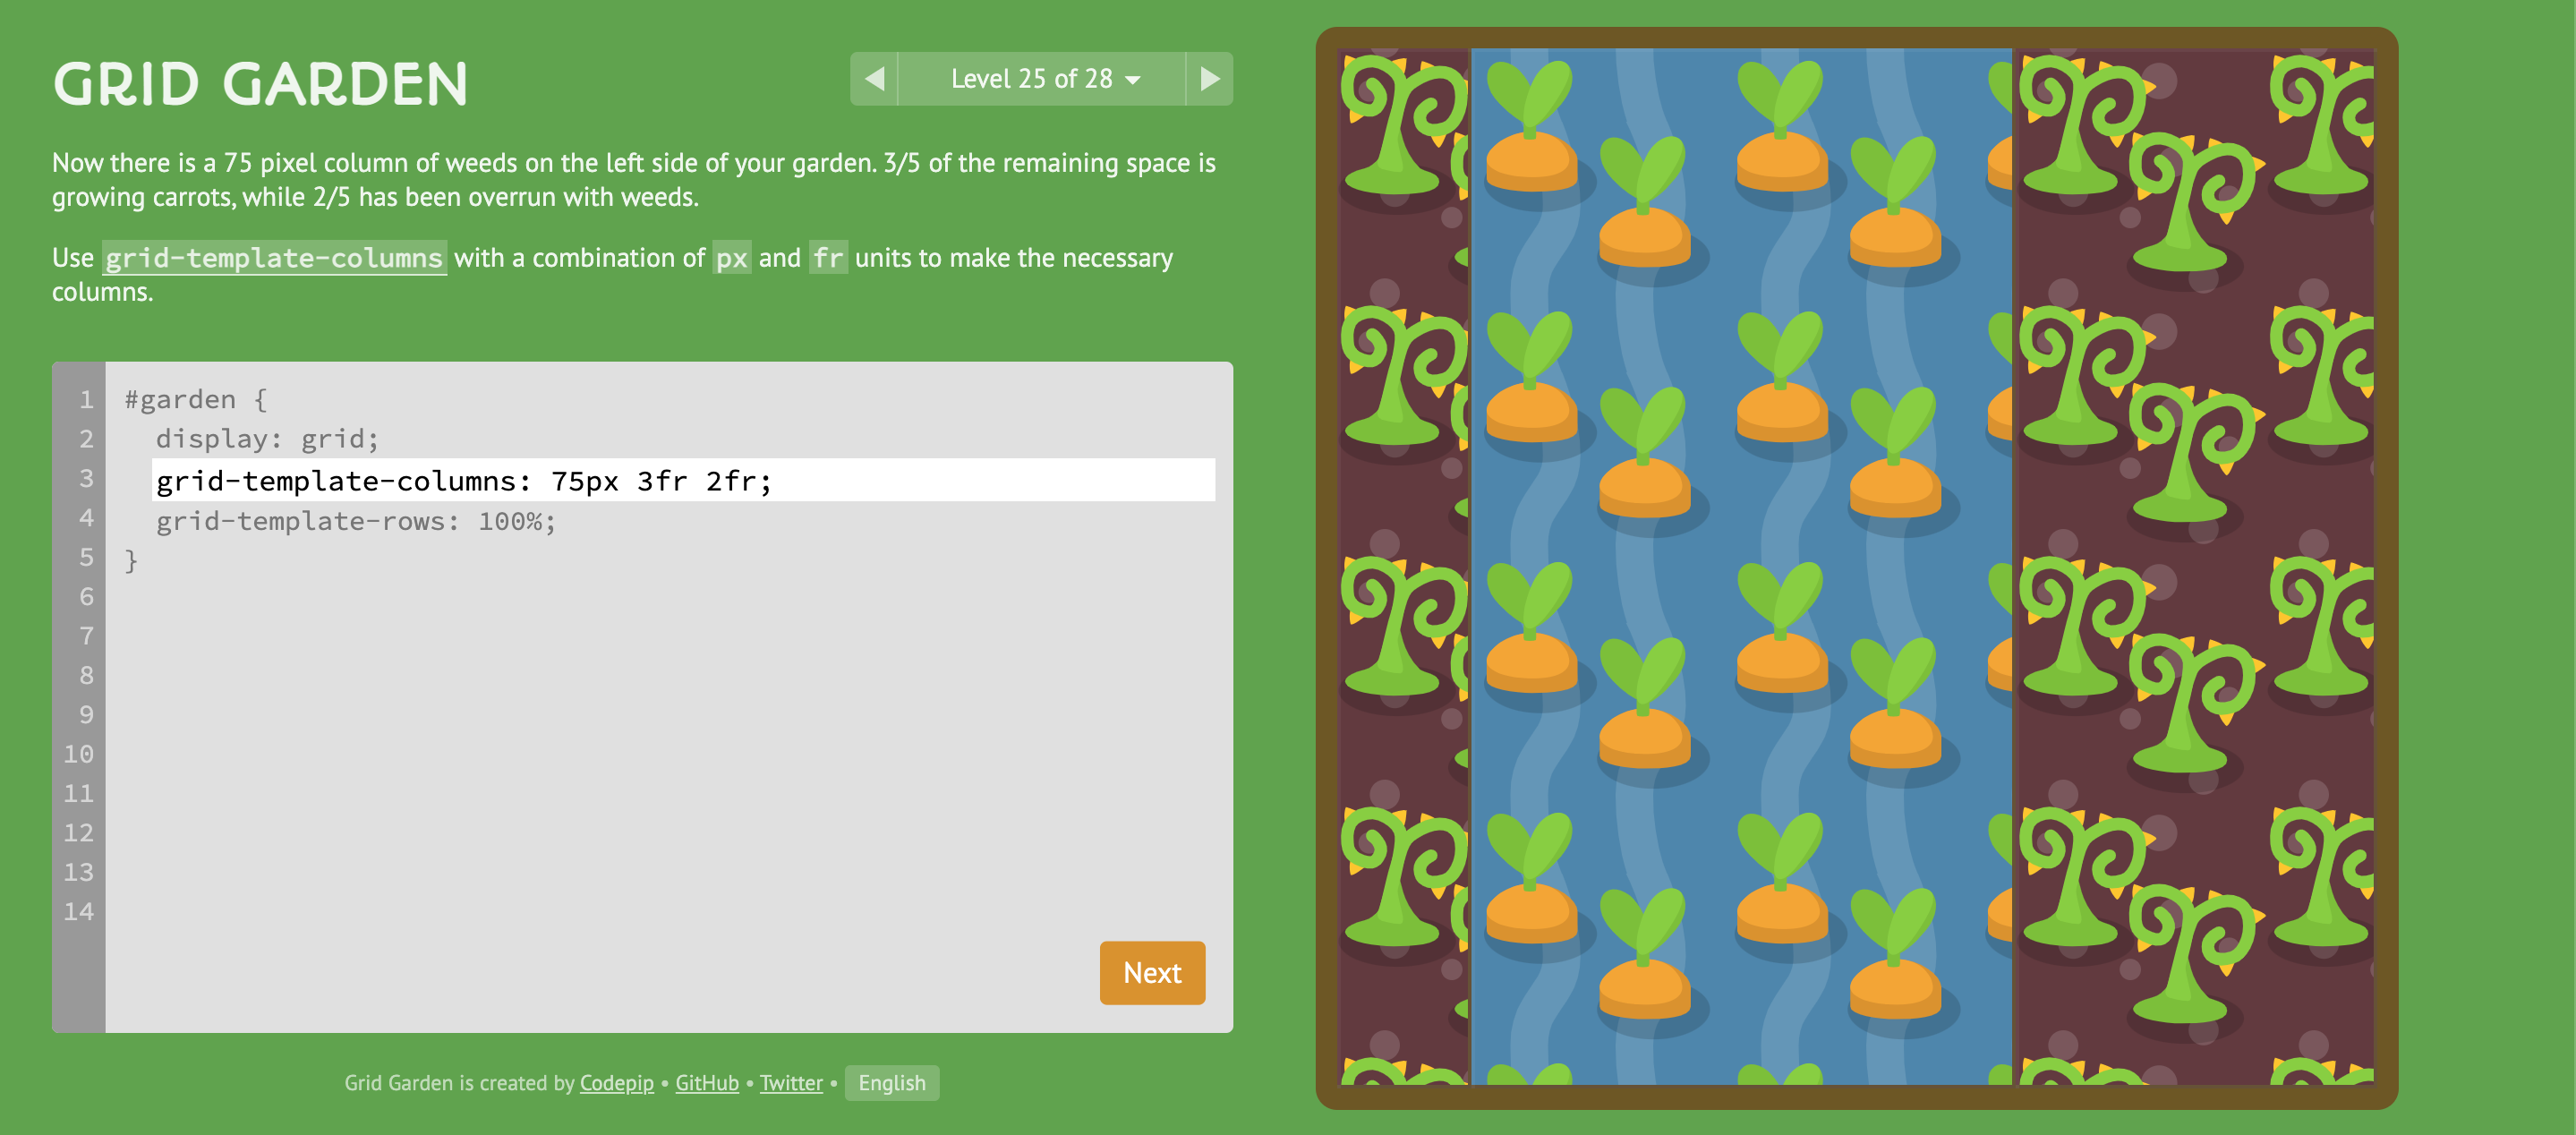 GRID GARDEN
Level 25 of 28
Now there is a 75 pixel column of weeds on the left side of your garden. 3/5 of the remaining space is
growing carrots, while 2/5 has been overrun with weeds.
Use grid-template-columns with a combination of px and fr units to make the necessary
columns.
1 #garden {
2 display: grid;
3 grid-template-columns: 75px 3fr 2fr;
4 grid-template-rows: 100%;
5 }
6
7
8
9
10
11
12
13
14
Next
Grid Garden is created by Codepip • GitHub • Twitter • English